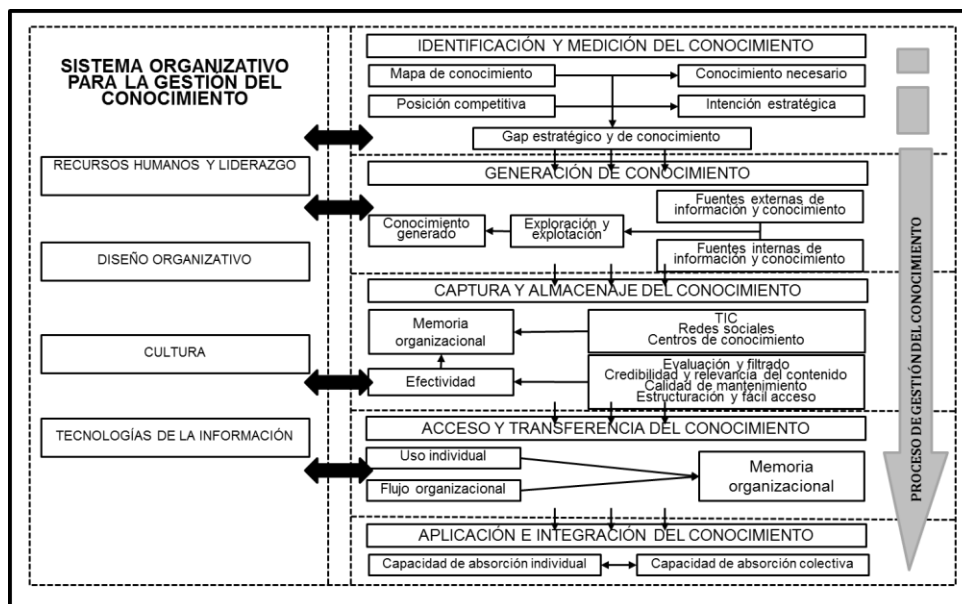 SISTEMA ORGANIZATIVO
PARA LA GESTIÓN DEL
CONOCIMIENTO
RECURSOS HUMANOS Y LIDERAZGO
DISEÑO ORGANIZATIVO
CULTURA
TECNOLOGÍAS DE LA INFORMACIÓN
IDENTIFICACIÓN Y MEDICIÓN DEL CONOCIMIENTO
Mapa de conocimiento
Conocimiento necesario
Posición competitiva
Intención estratégica
Gap estratégico y de conocimiento
GENERACIÓN DE CONOCIMIENTO
Fuentes externas de
información y conocimiento
Conocimiento
generado
Exploración y
explotación
Fuentes internas de
información y conocimiento
CAPTURA Y ALMACENAJE DEL CONOCIMIENTO
Memoria
organizacional
TIC
Redes sociales
Centros de conocimiento
Efectividad
Evaluación y filtrado
Credibilidad y relevancia del contenido
Calidad de mantenimiento
Estructuración y fácil acceso
ACCESO Y TRANSFERENCIA DEL CONOCIMIENTO
Uso individual
Flujo organizacional
Memoria
organizacional
APLICACIÓN E INTEGRACIÓN DEL CONOCIMIENTO
Capacidad de absorción individual
Capacidad de absorción colectiva
PROCESO DE GESTIÓN DEL CONOCIMIENTO